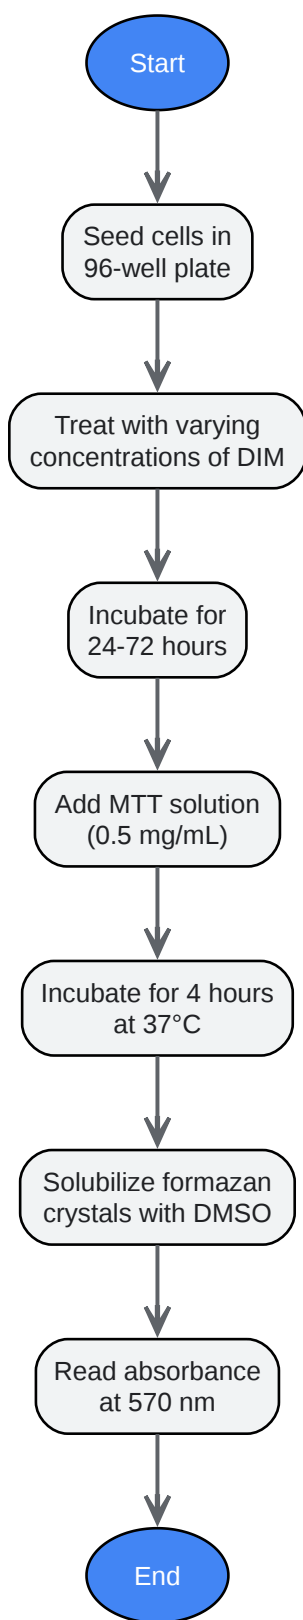 Start
Seed cells in
96-well plate
Treat with varying
concentrations of DIM
Incubate for
24-72 hours
Add MTT solution
(0.5 mg/mL)
Incubate for 4 hours
at 37°C
Solubilize formazan
crystals with DMSO
Read absorbance
at 570 nm
End